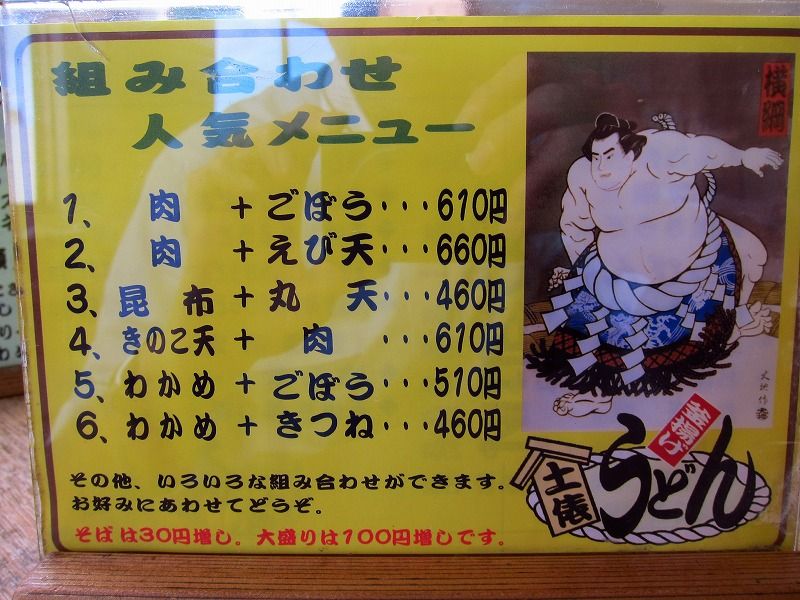 組み合わせ
人気メニュー
1、肉+ごぼう・・・610円
2、肉+えび天・・・660円
3、昆布+丸天・・・460円
4、きのこ天+肉・・・610円
5、わかめ+ごぼう・・・510円
6、わかめ+きつね・・・460円
その他、いろいろな組み合わせができます。
お好みにあわせてどうぞ。
そばは30円増し。大盛りは100円増しです。
横綱
釜揚げ
うどん
土俵